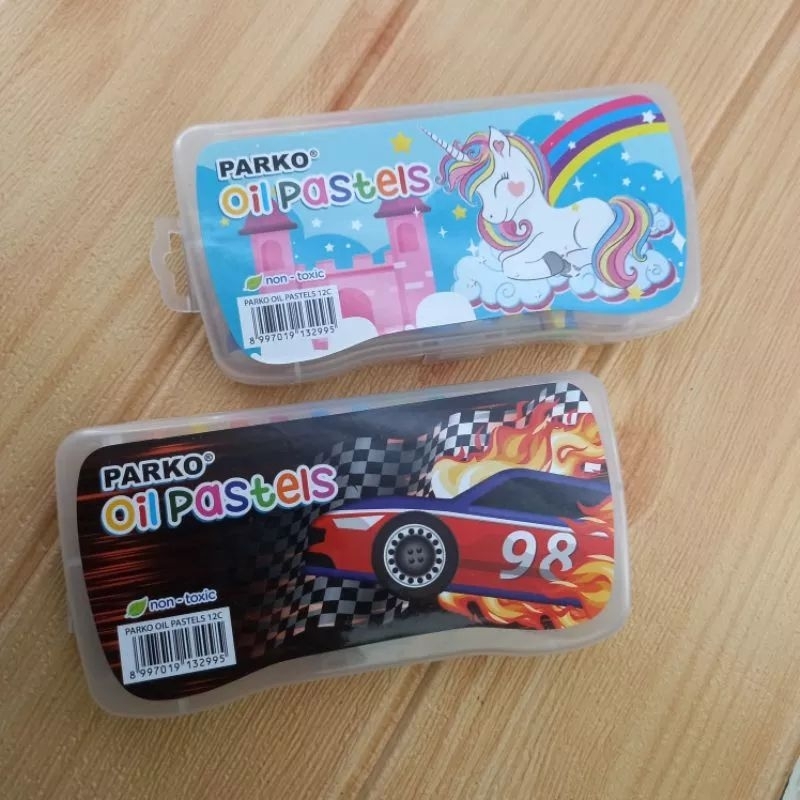 PARKO®
Oil Pastels
non-toxic
PARKO OIL PASTELS 12C
8 997019 132995
PARKO®
Oil Pastels
98
non-toxic
PARKO OIL PASTELS 12C
8 997019 132995